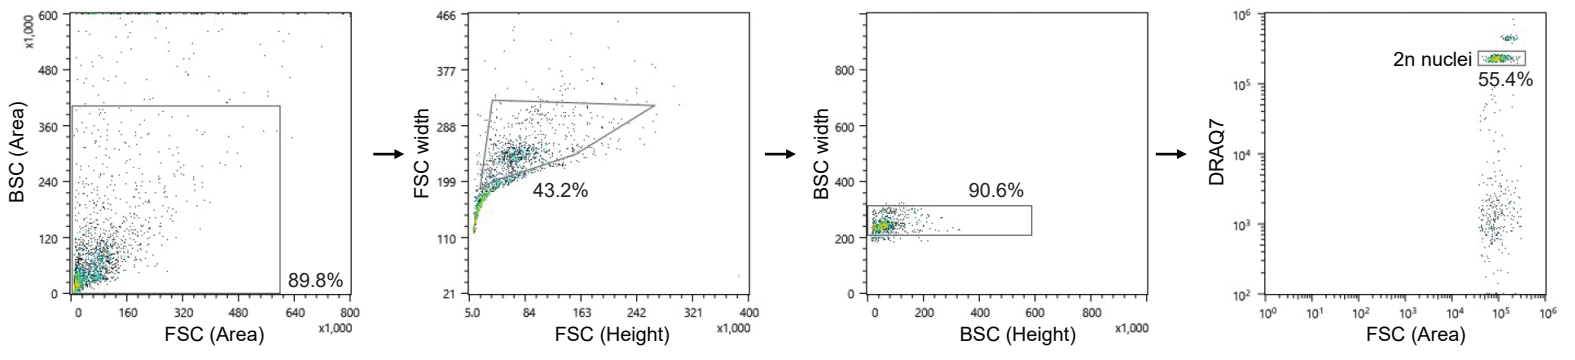 x1,000
600
480
360
240
120
0
BSC (Area)
89.8%
0 160 320 480 640 800
x1,000
FSC (Area)
466
377
288
199
110
21
FSC width
43.2%
5.0 84 163 242 321 400
x1,000
FSC (Height)
800
600
400
200
0
BSC width
90.6%
0 200 400 600 800
x1,000
BSC (Height)
10⁶
10⁵
10⁴
10³
10²
DRAQ7
2n nuclei
55.4%
10⁰ 10¹ 10² 10³ 10⁴ 10⁵ 10⁶
FSC (Area)